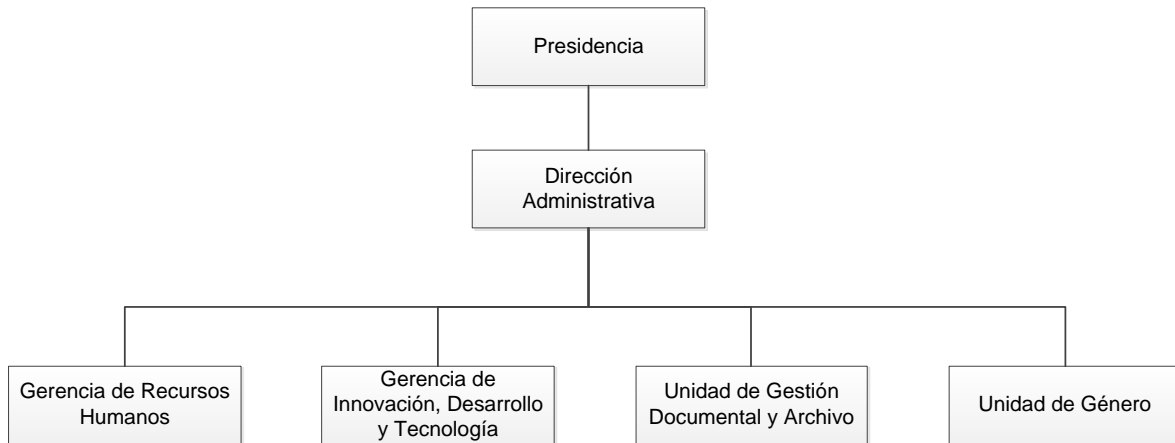 Presidencia
Dirección
Administrativa
Gerencia de Recursos
Humanos
Gerencia de
Innovación, Desarrollo
y Tecnología
Unidad de Gestión
Documental y Archivo
Unidad de Género